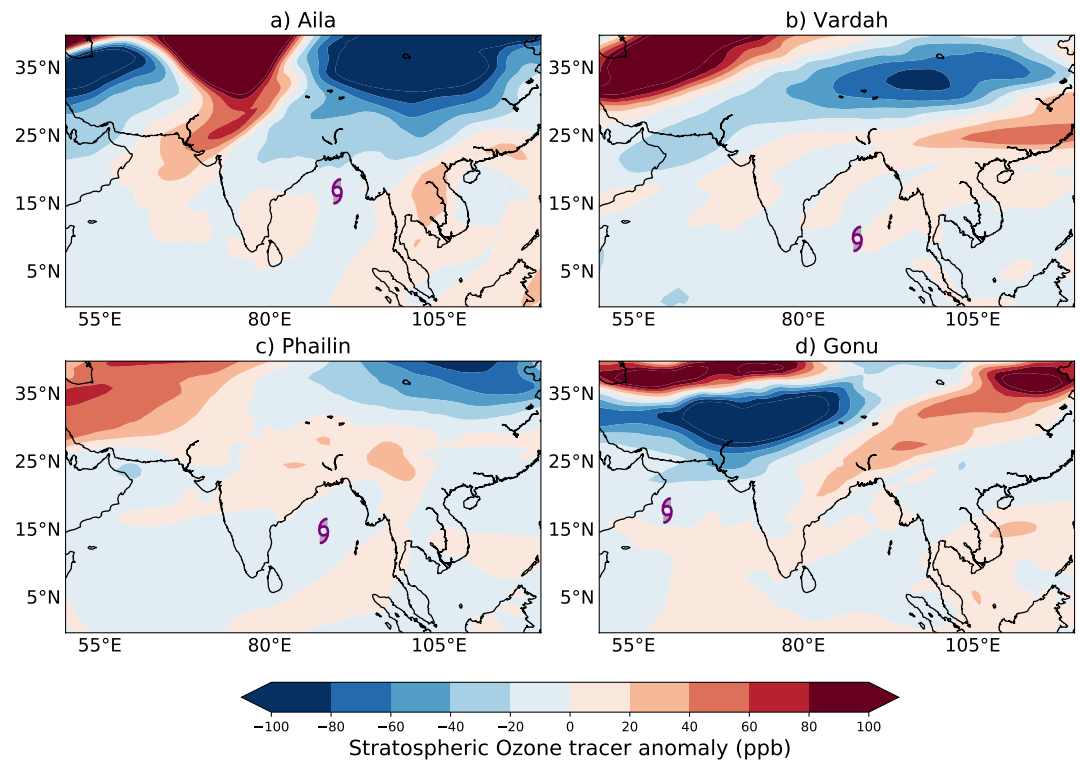 a) Aila
b) Vardah
35°N
25°N
15°N
5°N
55°E
80°E
105°E
35°N
25°N
15°N
5°N
55°E
80°E
105°E
c) Phailin
d) Gonu
35°N
25°N
15°N
5°N
55°E
80°E
105°E
35°N
25°N
15°N
5°N
55°E
80°E
105°E
−100 −80 −60 −40 −20 0 20 40 60 80 100
Stratospheric Ozone tracer anomaly (ppb)